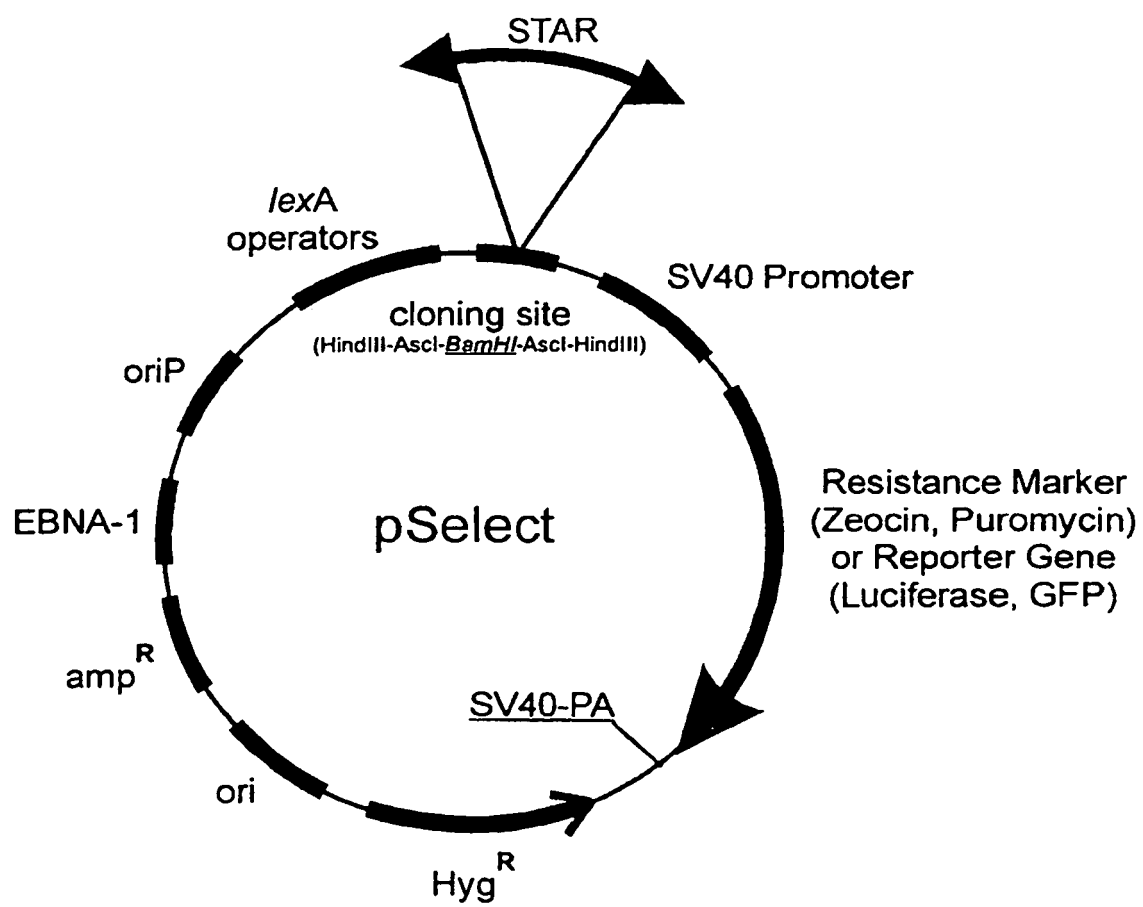 STAR
lexA
operators
SV40 Promoter
cloning site
(HindIII-AscI-BamHI-AscI-HindIII)
oriP
Resistance Marker
(Zeocin, Puromycin)
or Reporter Gene
(Luciferase, GFP)
EBNA-1
pSelect
ampR
SV40-PA
ori
HygR